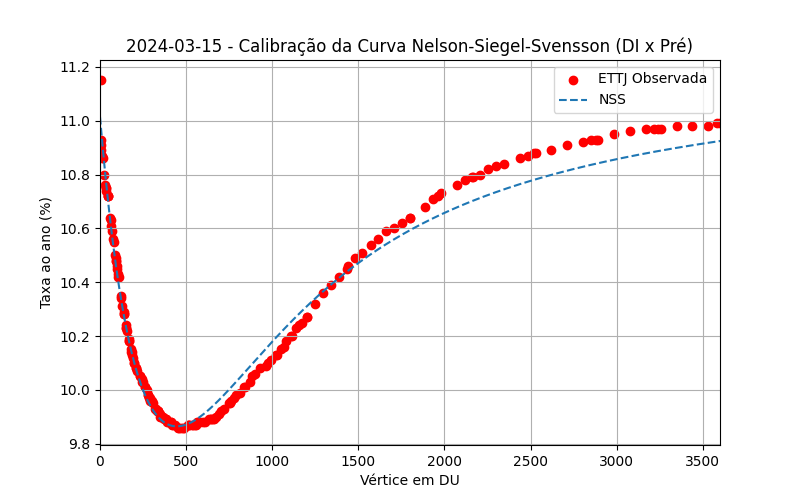 2024-03-15 - Calibração da Curva Nelson-Siegel-Svensson (DI x Pré)
ETTJ Observada
NSS
Taxa ao ano (%)
11.2
11.0
10.8
10.6
10.4
10.2
10.0
9.8
0 500 1000 1500 2000 2500 3000 3500
Vértice em DU